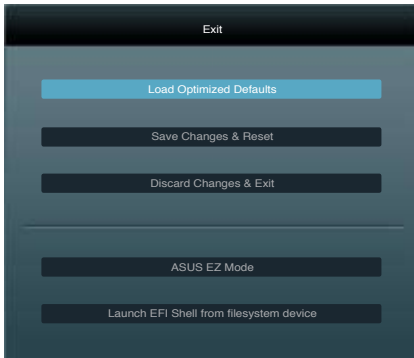 Exit
Load Optimized Defaults
Save Changes & Reset
Discard Changes & Exit
ASUS EZ Mode
Launch EFI Shell from filesystem device